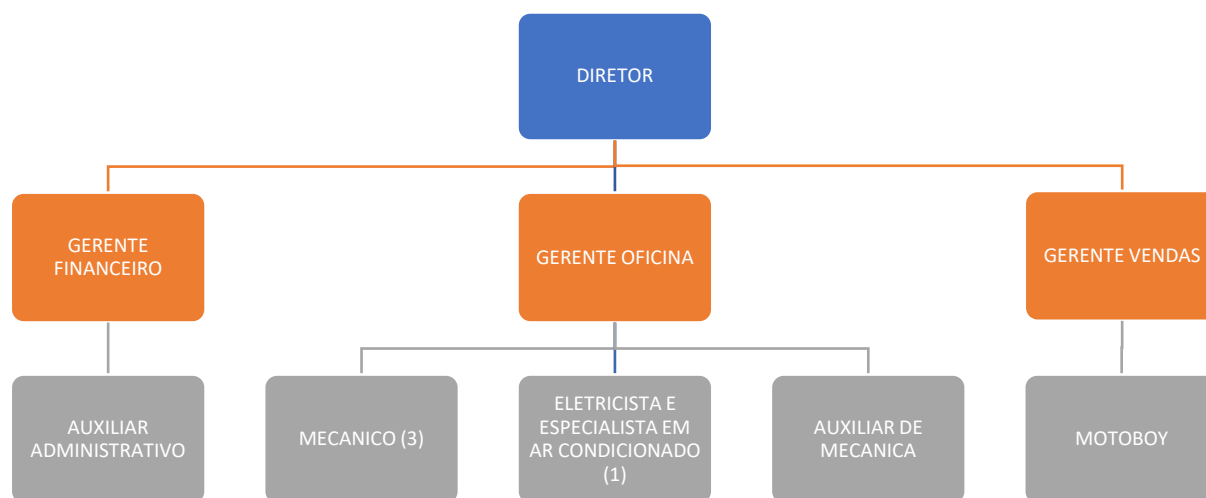 DIRETOR
GERENTE
FINANCEIRO
GERENTE OFICINA
GERENTE VENDAS
AUXILIAR
ADMINISTRATIVO
MECANICO (3)
ELETRICISTA E
ESPECIALISTA EM
AR CONDICIONADO
(1)
AUXILIAR DE
MECANICA
MOTOBOY